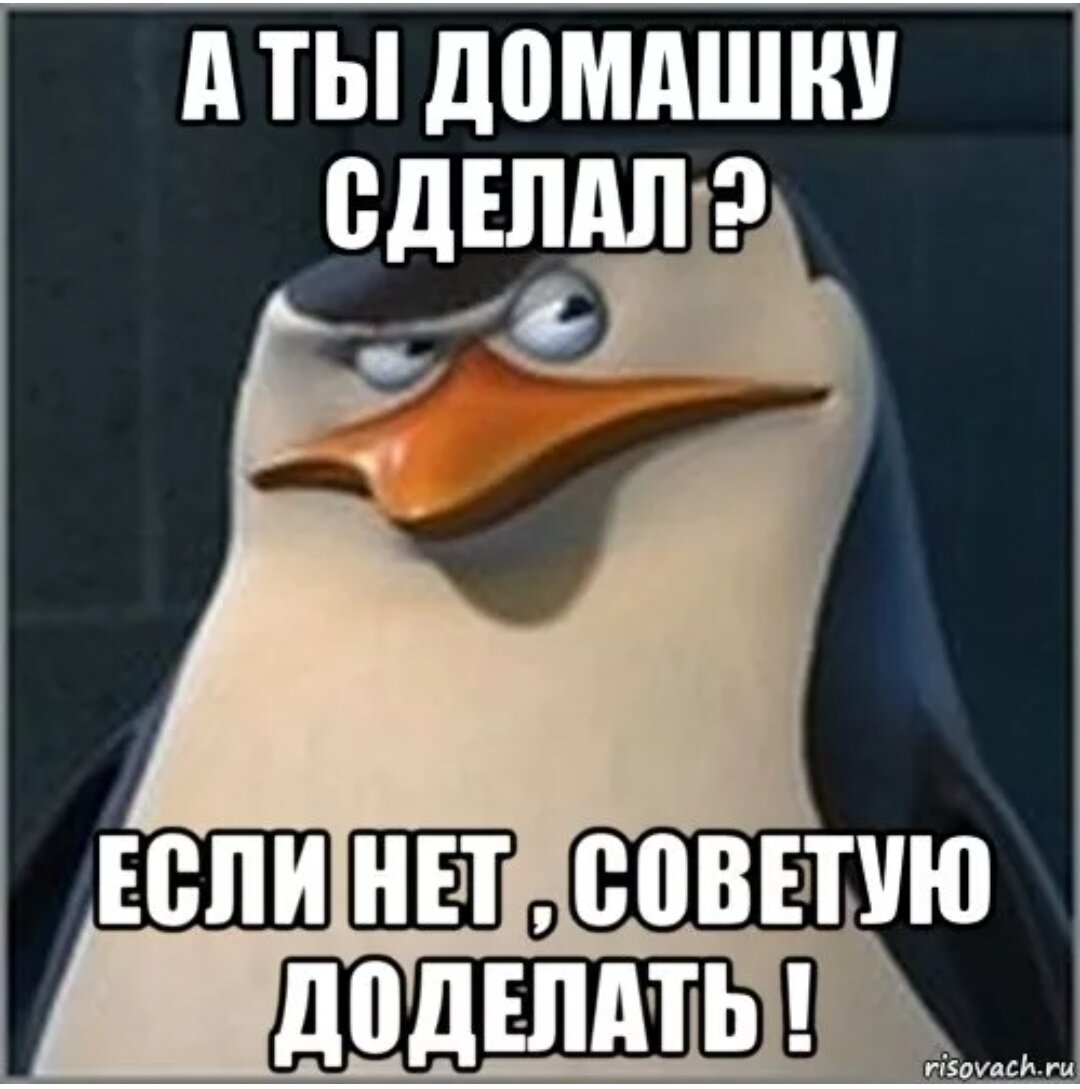 А ТЫ ДОМАШКУ
СДЕЛАЛ ?
ЕСЛИ НЕТ , СОВЕТУЮ
ДОДЕЛАТЬ !
risovach.ru